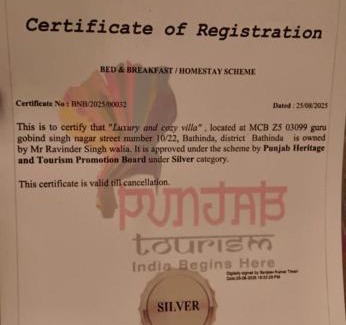 Certificate of Registration
BED & BREAKFAST / HOMESTAY SCHEME
Certificate No : BNB/2025/00032
Dated : 25/08/2025
This is to certify that "Luxury and cozy villa", located at MCB Z5 03099 guru
gobind singh nagar street number 10/22, Bathinda, district Bathinda is owned
by Mr Ravinder Singh walia. It is approved under the scheme by Punjab Heritage
and Tourism Promotion Board under Silver category.
This certificate is valid till cancellation.
PUNJAB
tourism
India Begins Here
Digitally signed by Kumar
SILVER